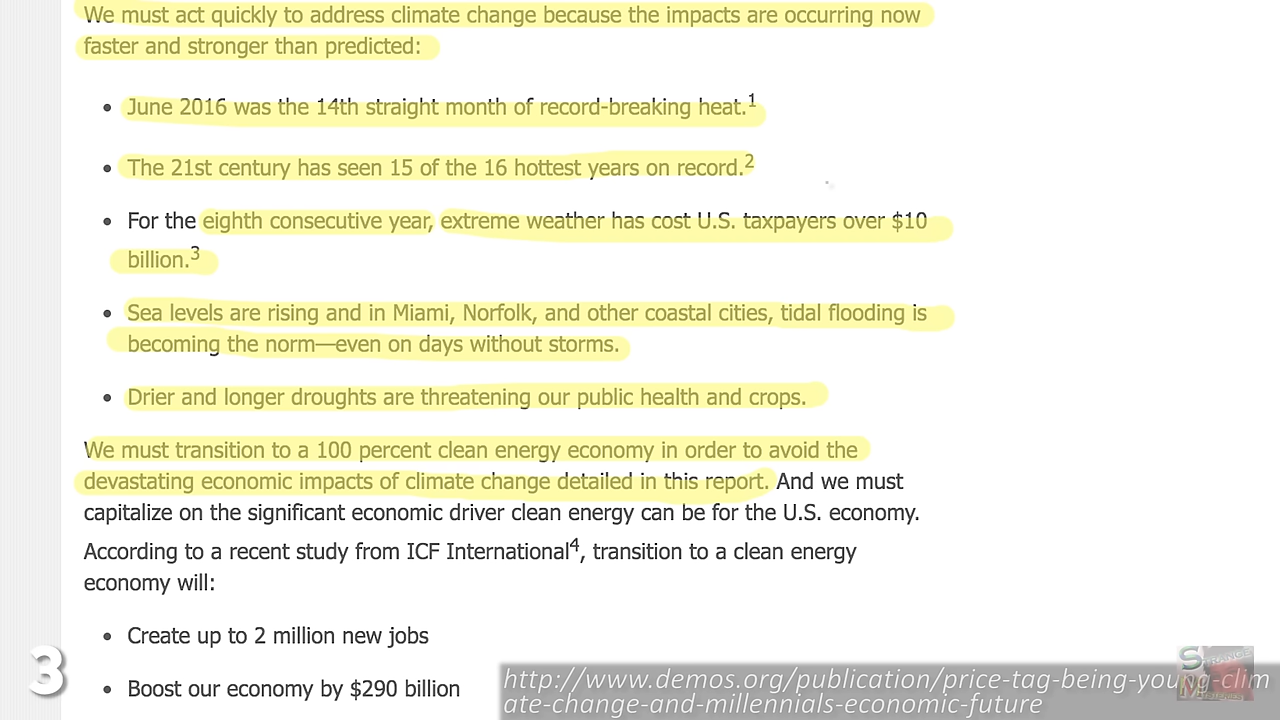 We must act quickly to address climate change because the impacts are occurring now
faster and stronger than predicted:
• June 2016 was the 14th straight month of record-breaking heat.1
• The 21st century has seen 15 of the 16 hottest years on record.2
• For the eighth consecutive year, extreme weather has cost U.S. taxpayers over $10
billion.3
• Sea levels are rising and in Miami, Norfolk, and other coastal cities, tidal flooding is
becoming the norm—even on days without storms.
• Drier and longer droughts are threatening our public health and crops.
We must transition to a 100 percent clean energy economy in order to avoid the
devastating economic impacts of climate change detailed in this report. And we must
capitalize on the significant economic driver clean energy can be for the U.S. economy.
According to a recent study from ICF International4, transition to a clean energy
economy will:
• Create up to 2 million new jobs
• Boost our economy by $290 billion
3
http://www.demos.org/publication/price-tag-being-young-clim
ate-change-and-millennials-economic-future
STRANGE